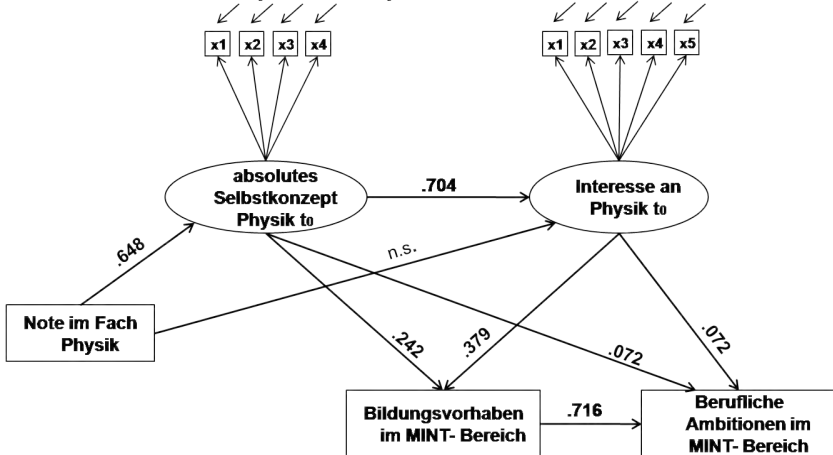 x1 x2 x3 x4
x1 x2 x3 x4 x5
absolutes
Selbstkonzept
Physik t0
.704
Interesse an
Physik t0
.648
n.s.
Note im Fach
Physik
.242
.379
.072
.072
Bildungsvorhaben
im MINT- Bereich
.716
Berufliche
Ambitionen im
MINT- Bereich